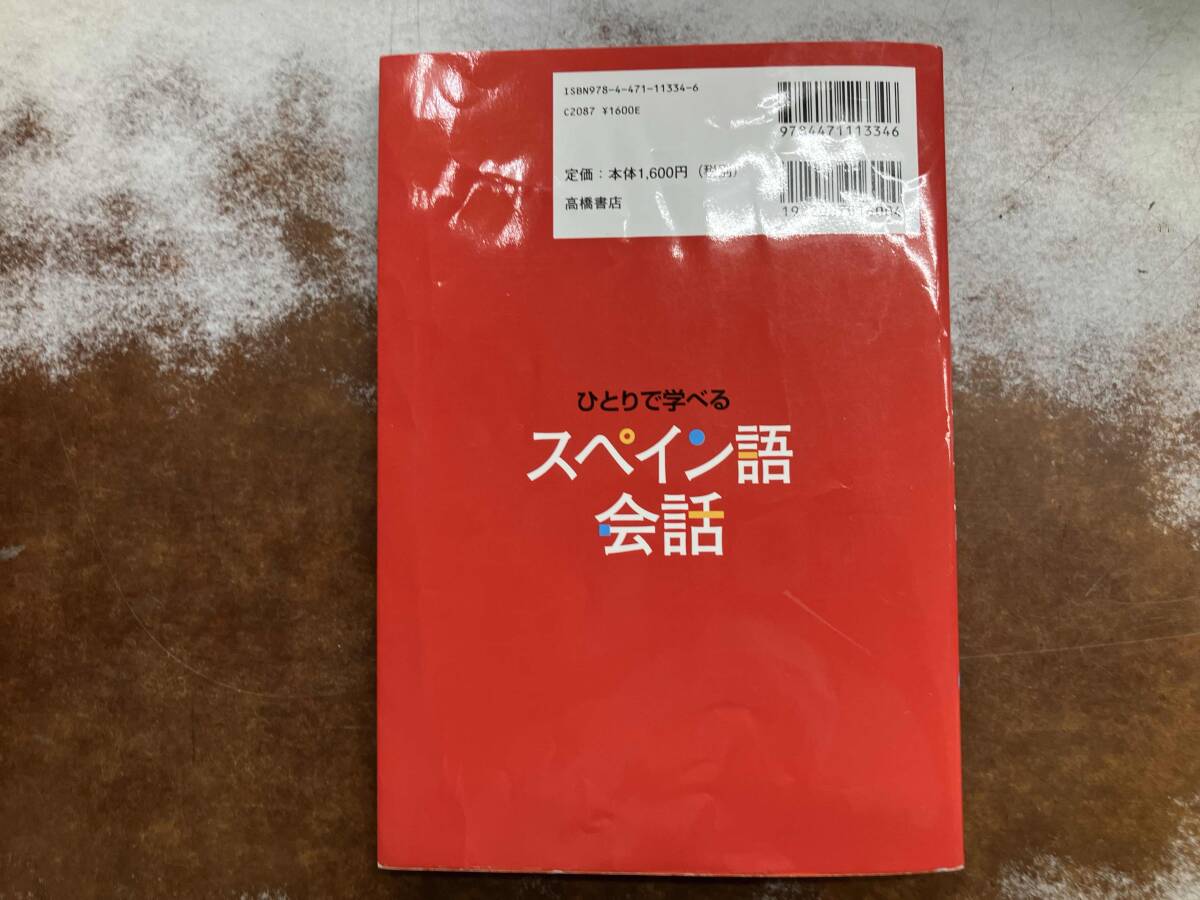 ISBN978-4-471-11334-6
C2087 ¥1600E
9784471113346
定価：本体1,600円（税別）
高橋書店
ひとりで学べる
スペイン語
会話